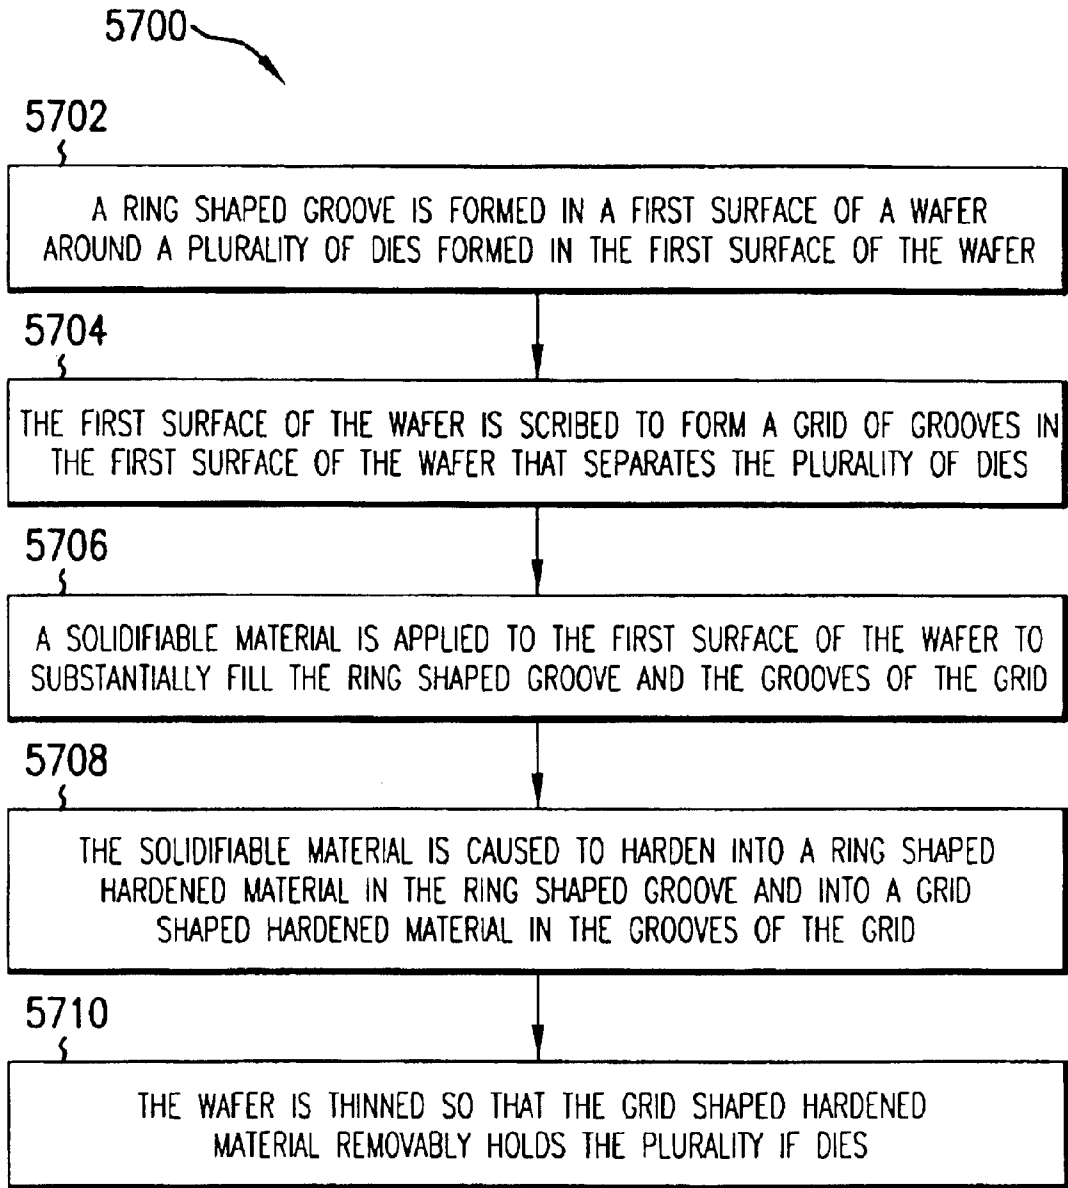 5700
5702
A RING SHAPED GROOVE IS FORMED IN A FIRST SURFACE OF A WAFER
AROUND A PLURALITY OF DIES FORMED IN THE FIRST SURFACE OF THE WAFER
5704
THE FIRST SURFACE OF THE WAFER IS SCRIBED TO FORM A GRID OF GROOVES IN
THE FIRST SURFACE OF THE WAFER THAT SEPARATES THE PLURALITY OF DIES
5706
A SOLIDIFIABLE MATERIAL IS APPLIED TO THE FIRST SURFACE OF THE WAFER TO
SUBSTANTIALLY FILL THE RING SHAPED GROOVE AND THE GROOVES OF THE GRID
5708
THE SOLIDIFIABLE MATERIAL IS CAUSED TO HARDEN INTO A RING SHAPED
HARDENED MATERIAL IN THE RING SHAPED GROOVE AND INTO A GRID
SHAPED HARDENED MATERIAL IN THE GROOVES OF THE GRID
5710
THE WAFER IS THINNED SO THAT THE GRID SHAPED HARDENED
MATERIAL REMOVABLY HOLDS THE PLURALITY IF DIES